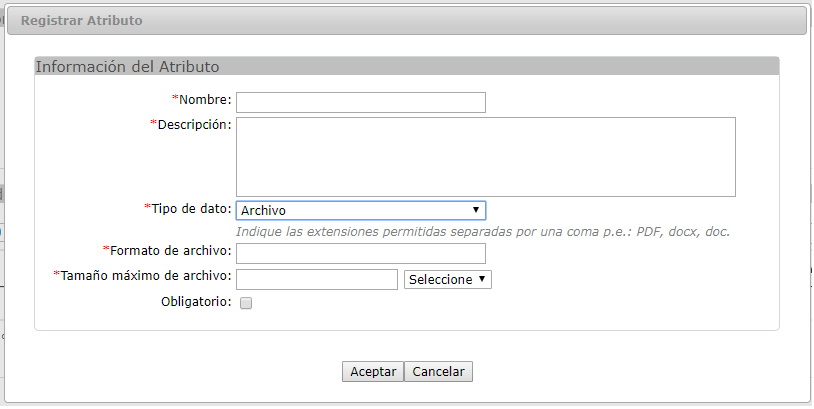 Registrar Atributo
Información del Atributo
*Nombre:
*Descripción:
*Tipo de dato: Archivo
Indique las extensiones permitidas separadas por una coma p.e.: PDF, docx, doc.
*Formato de archivo:
*Tamaño máximo de archivo: Seleccione
Obligatorio:
Aceptar Cancelar